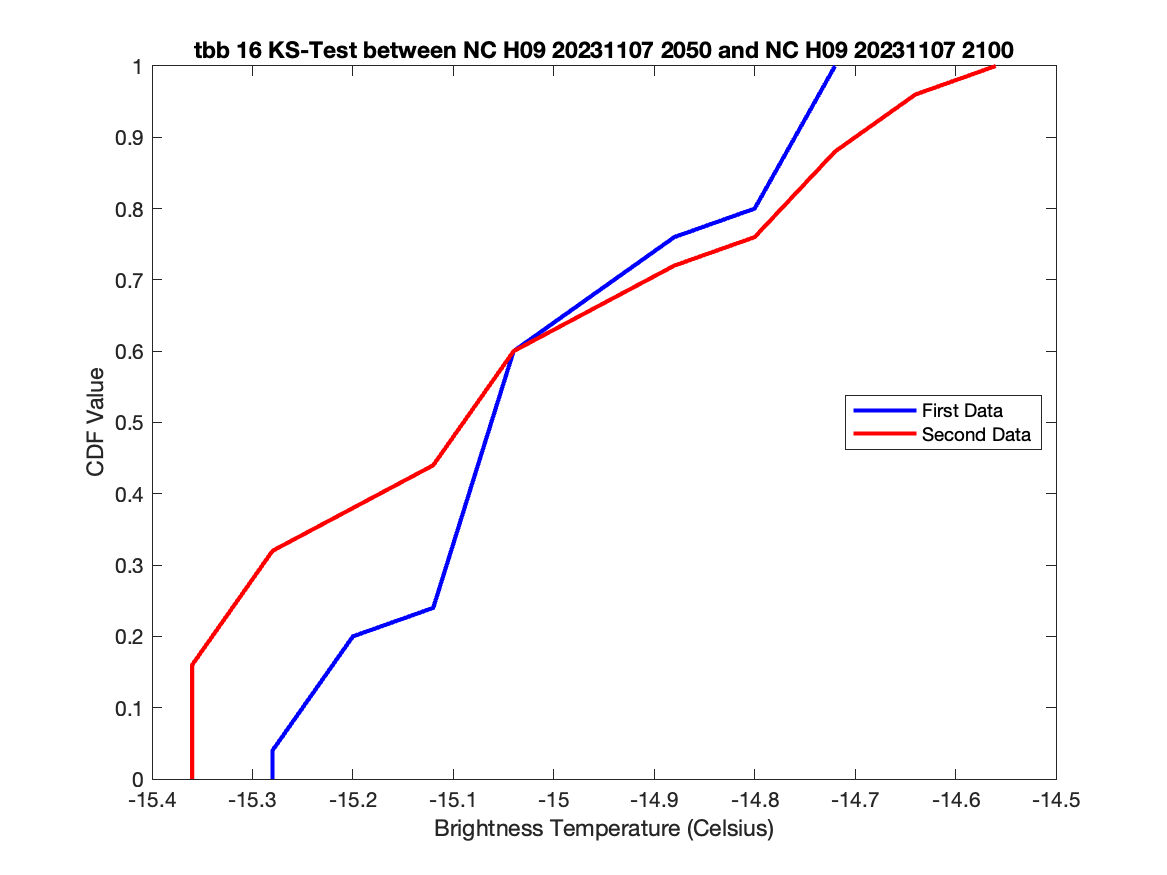 tbb 16 KS-Test between NC H09 20231107 2050 and NC H09 20231107 2100
1
0.9
0.8
0.7
0.6
0.5
0.4
0.3
0.2
0.1
0
CDF Value
First Data
Second Data
-15.4 -15.3 -15.2 -15.1 -15 -14.9 -14.8 -14.7 -14.6 -14.5
Brightness Temperature (Celsius)